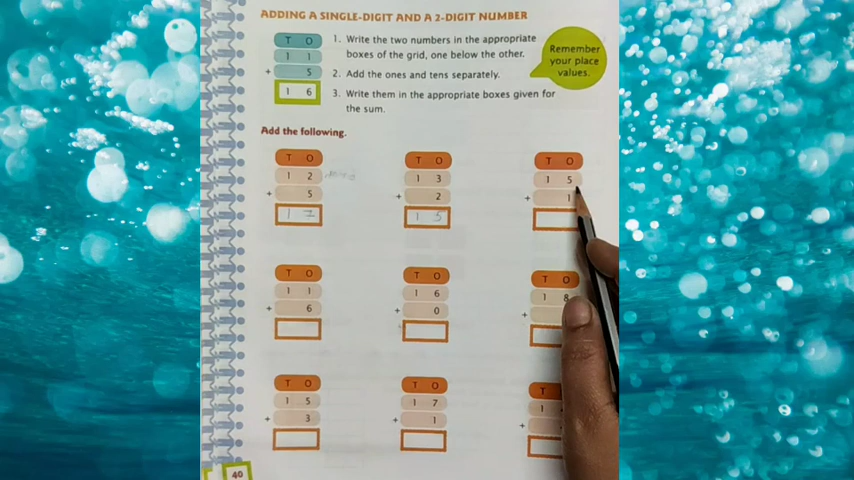 ADDING A SINGLE-DIGIT AND A 2-DIGIT NUMBER
T O
1 1
+ 5
1 6
1. Write the two numbers in the appropriate
boxes of the grid, one below the other.
2. Add the ones and tens separately.
3. Write them in the appropriate boxes given for
the sum.
Remember
your place
values.
Add the following.
T O
1 2
+ 5
1 7
T O
1 3
+ 2
1 5
T O
1 5
+ 1
T O
1 1
+ 6
T O
1 6
+ 0
T O
1 8
+
T O
1 5
+ 3
T O
1 7
+ 1
T
1
+
40